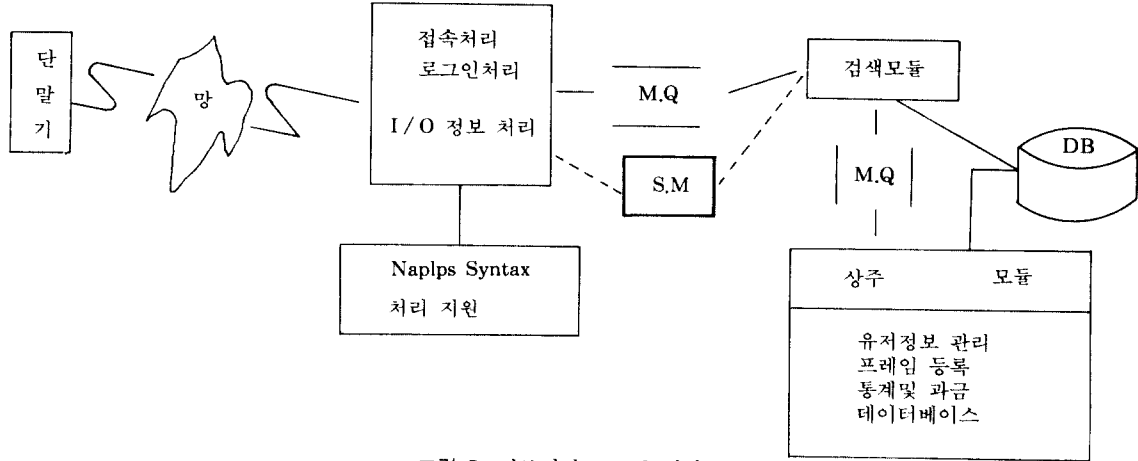 단
말
기
망
접속처리
로그인처리
I/O 정보 처리
Naplps Syntax
처리 지원
M.Q
S.M
검색모듈
M.Q
DB
상주 모듈
유저정보 관리
프레임 등록
통계및 과금
데이터베이스